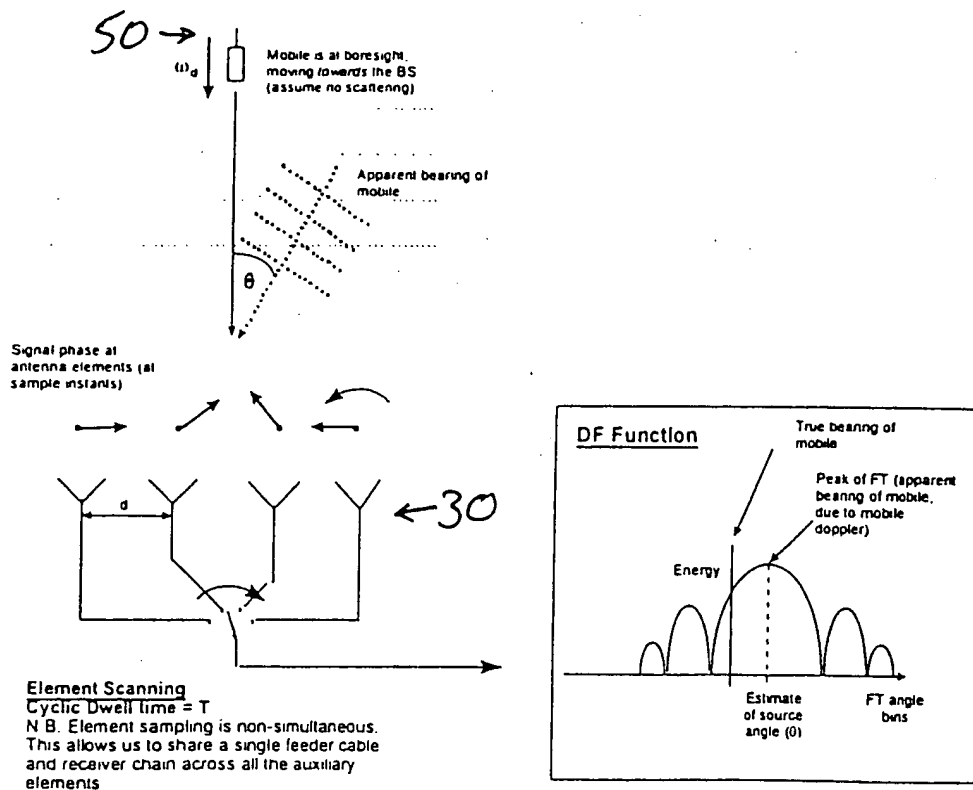 50
(1)d
Mobile is at boresight,
moving towards the BS
(assume no scattering)
Apparent bearing of
mobile
θ
Signal phase at
antenna elements (at
sample instants)
d
30
Element Scanning
Cyclic Dwell time = T
N B. Element sampling is non-simultaneous.
This allows us to share a single feeder cable
and receiver chain across all the auxiliary
elements
DF Function
True bearing of
mobile
Peak of FT (apparent
bearing of mobile,
due to mobile
doppler)
Energy
Estimate
of source
angle (θ)
FT angle
bins